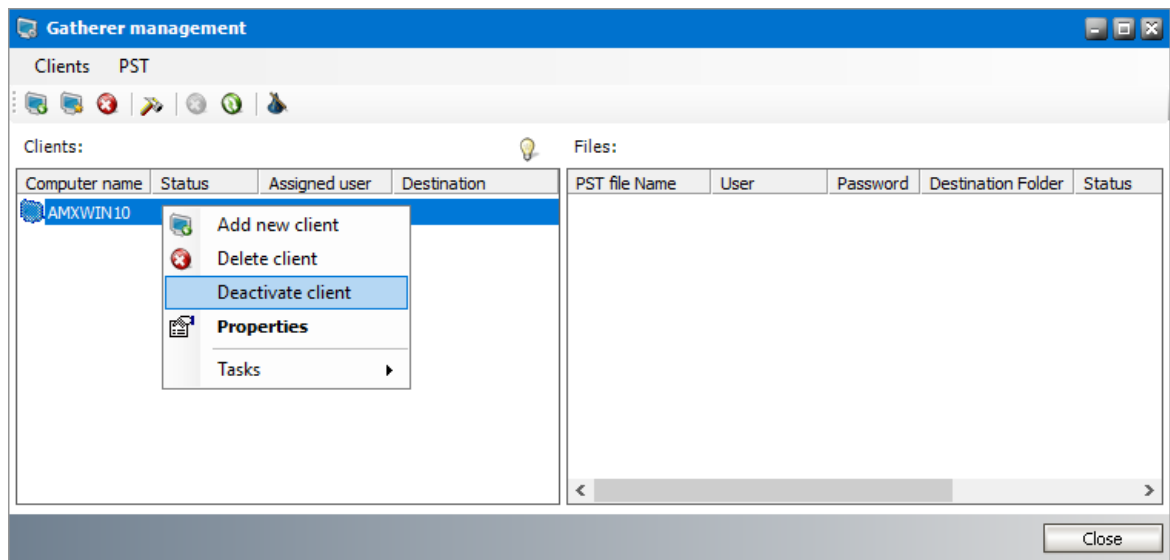 Gatherer management
Clients PST
Clients: Files:
Computer name Status Assigned user Destination PST file Name User Password Destination Folder Status
AMXWIN10
Add new client
Delete client
Deactivate client
Properties
Tasks
Close